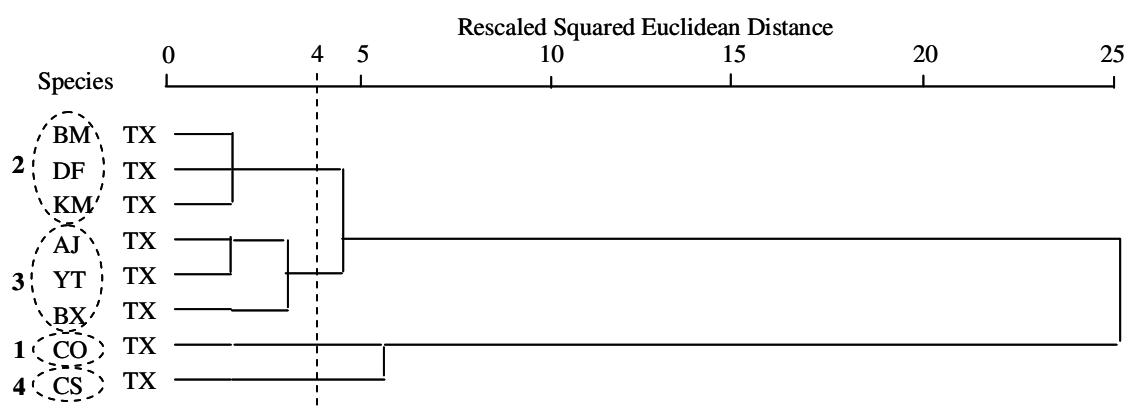 Rescaled Squared Euclidean Distance
0 4 5 10 15 20 25
Species
BM TX
2 DF TX
KM TX
AJ TX
3 YT TX
BX TX
1 CO TX
4 CS TX